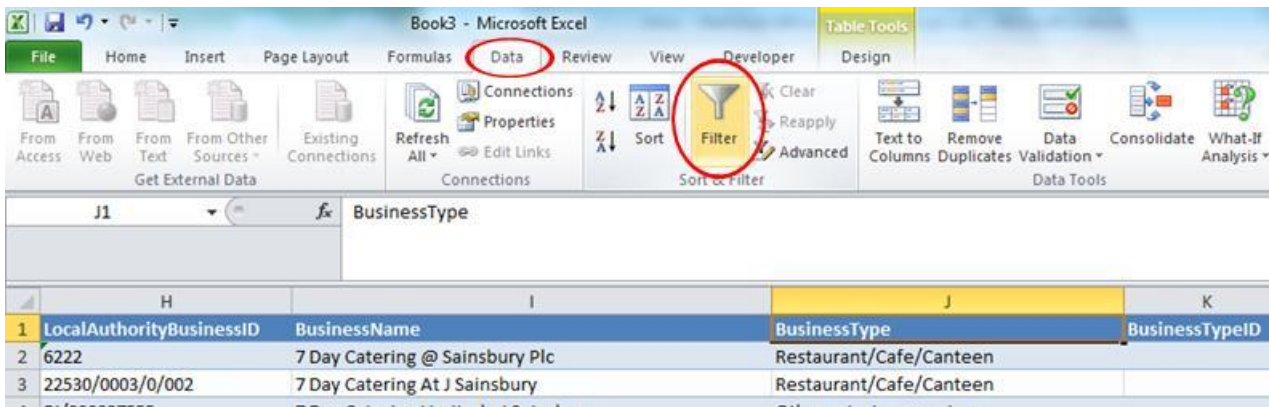 Book3 - Microsoft Excel
Table Tools
File Home Insert Page Layout Formulas Data Review View Developer Design
From Access
From Web
From Text
From Other Sources
Existing Connections
Get External Data
Refresh All
Connections
Properties
Edit Links
Connections
A Z
Z A
A Z Z A
Sort
Filter
Clear
Reapply
Advanced
Sort & Filter
Text to Columns
Remove Duplicates
Data Validation
Consolidate
What-If Analysis
Data Tools
J1 fx BusinessType
H I J K
1 LocalAuthorityBusinessID BusinessName BusinessType BusinessTypeID
2 6222 7 Day Catering @ Sainsbury Plc Restaurant/Cafe/Canteen
3 22530/0003/0/002 7 Day Catering At J Sainsbury Restaurant/Cafe/Canteen